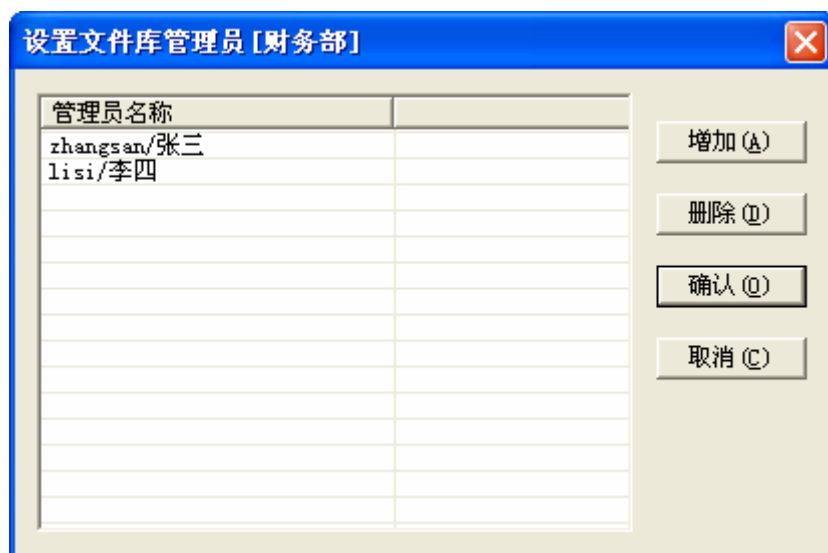 设置文件库管理员[财务部]
管理员名称
zhangsan/张三
lisi/李四
增加(A)
删除(D)
确认(O)
取消(C)